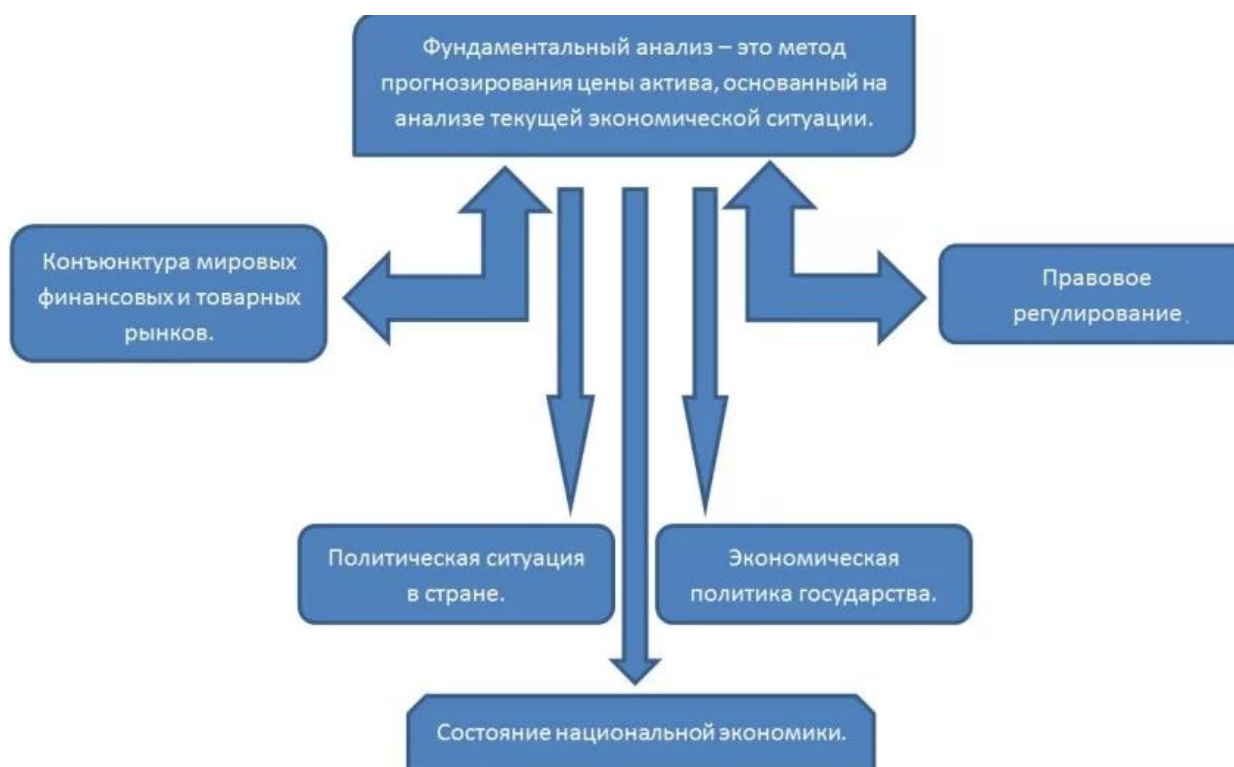 Фундаментальный анализ – это метод
прогнозирования цены актива, основанный на
анализе текущей экономической ситуации.
Конъюнктура мировых
финансовых и товарных
рынков.
Правовое
регулирование.
Политическая ситуация
в стране.
Экономическая
политика государства.
Состояние национальной экономики.